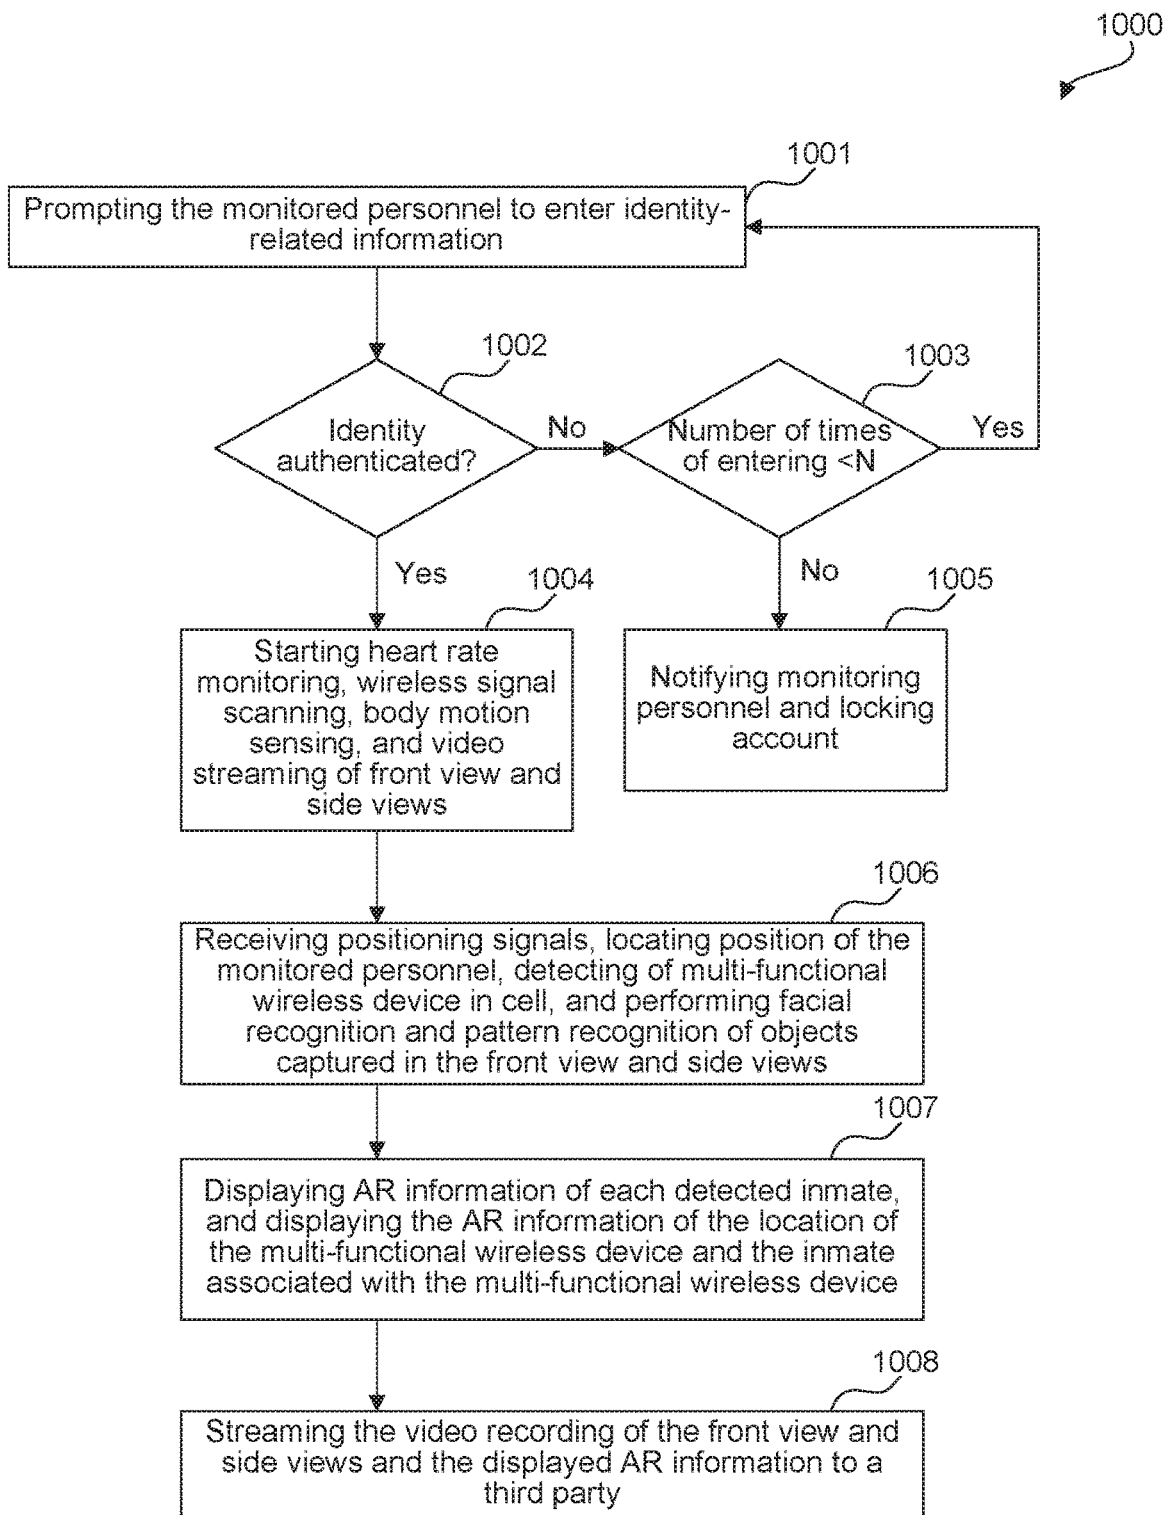 1000
1001
Prompting the monitored personnel to enter identity-
related information
1002
1003
Identity
authenticated?
No
Number of times
of entering <N
Yes
Yes
No
1004
1005
Starting heart rate
monitoring, wireless signal
scanning, body motion
sensing, and video
streaming of front view and
side views
Notifying monitoring
personnel and locking
account
1006
Receiving positioning signals, locating position of the
monitored personnel, detecting of multi-functional
wireless device in cell, and performing facial
recognition and pattern recognition of objects
captured in the front view and side views
1007
Displaying AR information of each detected inmate,
and displaying the AR information of the location of
the multi-functional wireless device and the inmate
associated with the multi-functional wireless device
1008
Streaming the video recording of the front view and
side views and the displayed AR information to a
third party